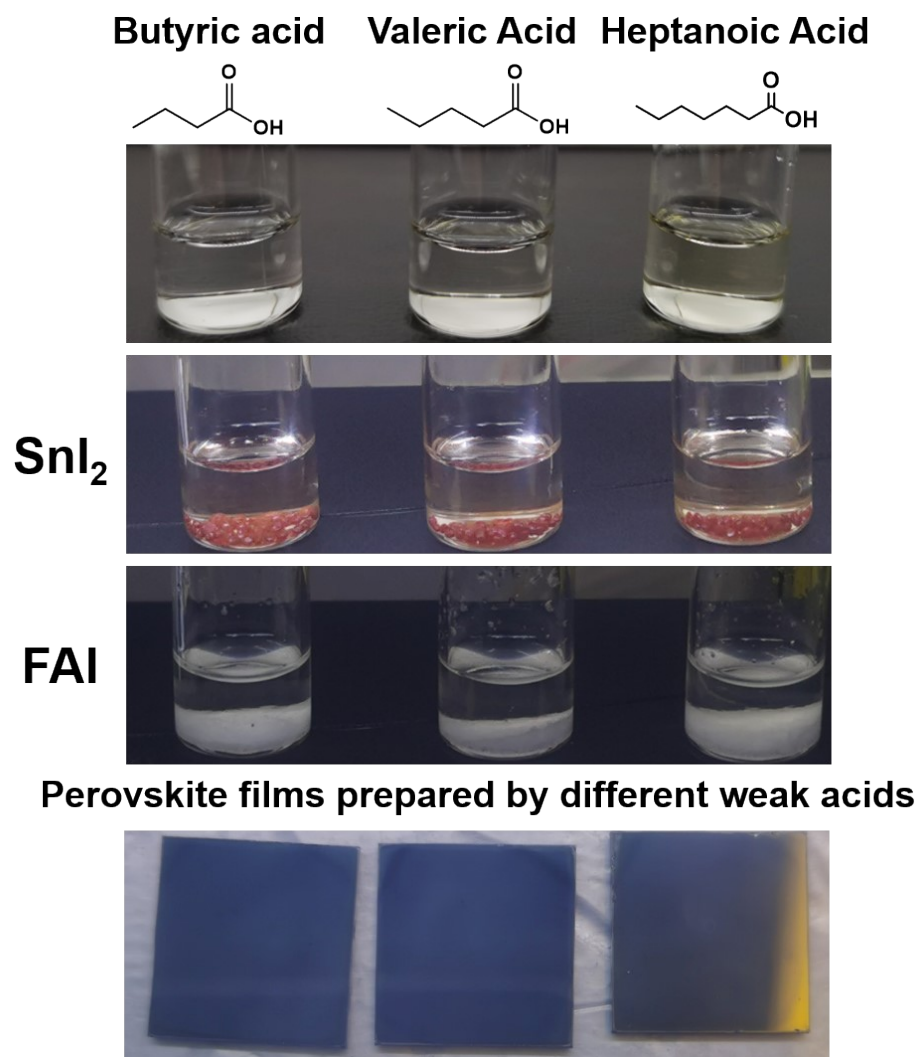 Butyric acid Valeric Acid Heptanoic Acid
O O O
OH OH OH
SnI₂
FAI
Perovskite films prepared by different weak acids